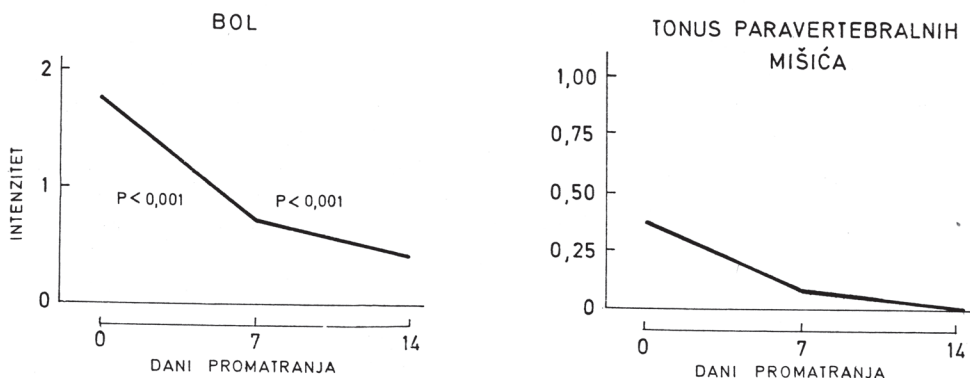 BOL
2
1
0
INTENZITET
P< 0,001
P< 0,001
0
7
14
DANI PROMATRANJA
TONUS PARAVERTEBRALNIH
MIŠIĆA
1,00
0,75
0,50
0,25
0
0
7
14
DANI PROMATRANJA